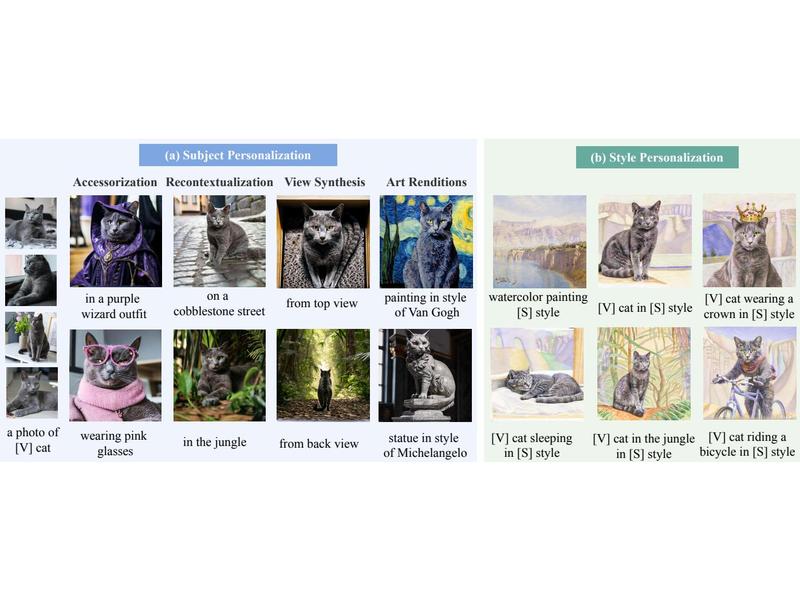 (a) Subject Personalization
Accessorization
Recontextualization
View Synthesis
Art Renditions
a photo of
[V] cat
in a purple
wizard outfit
on a
cobblestone street
from top view
painting in style
of Van Gogh
wearing pink
glasses
in the jungle
from back view
statue in style
of Michelangelo
(b) Style Personalization
watercolor painting
[S] style
[V] cat in [S] style
[V] cat wearing a
crown in [S] style
[V] cat sleeping
in [S] style
[V] cat in the jungle
in [S] style
[V] cat riding a
bicycle in [S] style